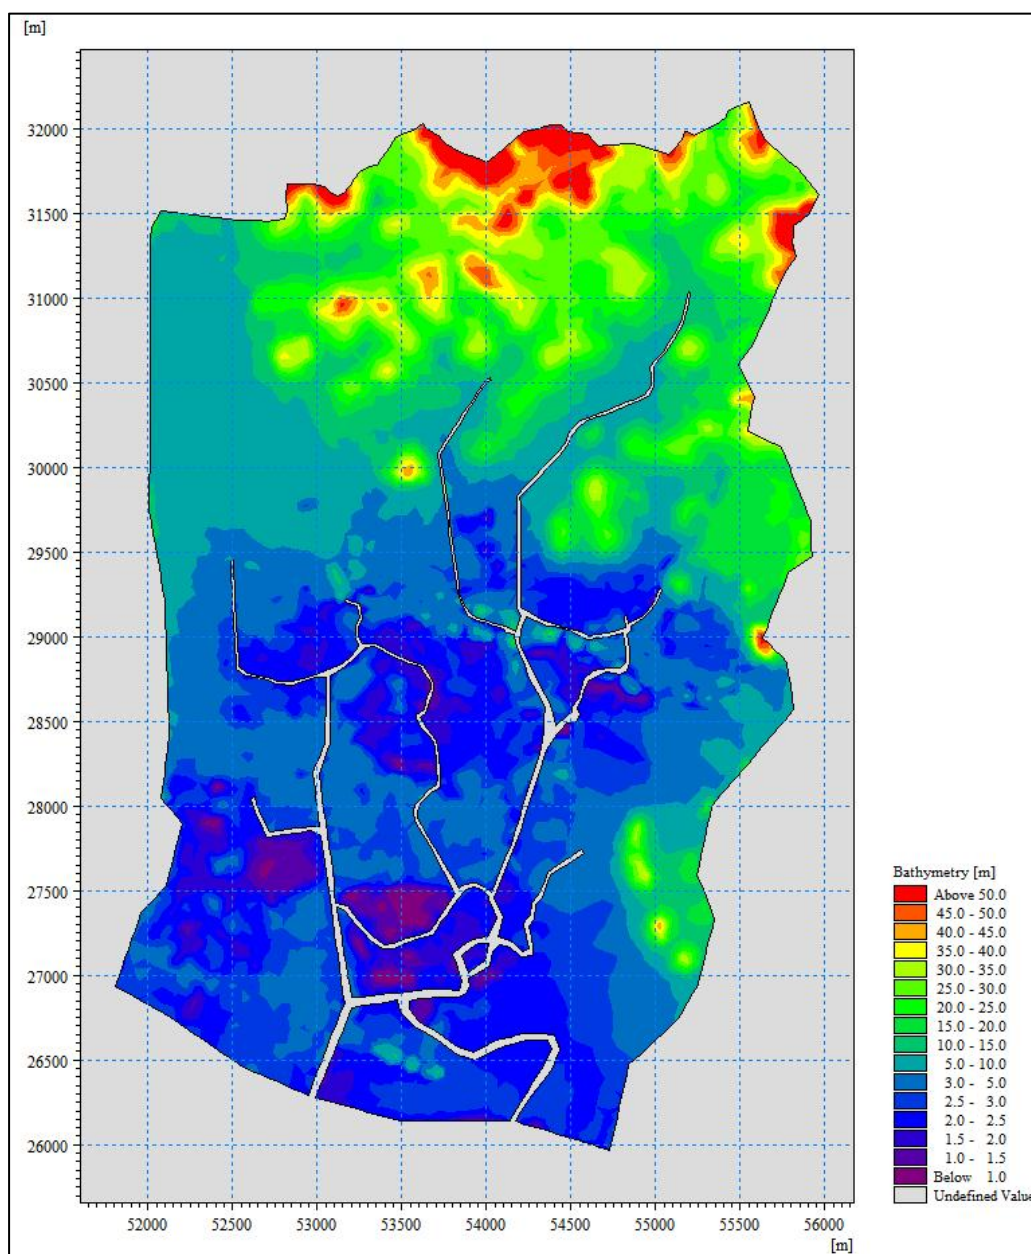 [m]
32000
31500
31000
30500
30000
29500
29000
28500
28000
27500
27000
26500
26000
52000 52500 53000 53500 54000 54500 55000 55500 56000
[m]
Bathymetry [m]
Above 50.0
45.0 - 50.0
40.0 - 45.0
35.0 - 40.0
30.0 - 35.0
25.0 - 30.0
20.0 - 25.0
15.0 - 20.0
10.0 - 15.0
5.0 - 10.0
3.0 - 5.0
2.5 - 3.0
2.0 - 2.5
1.5 - 2.0
1.0 - 1.5
Below 1.0
Undefined Value